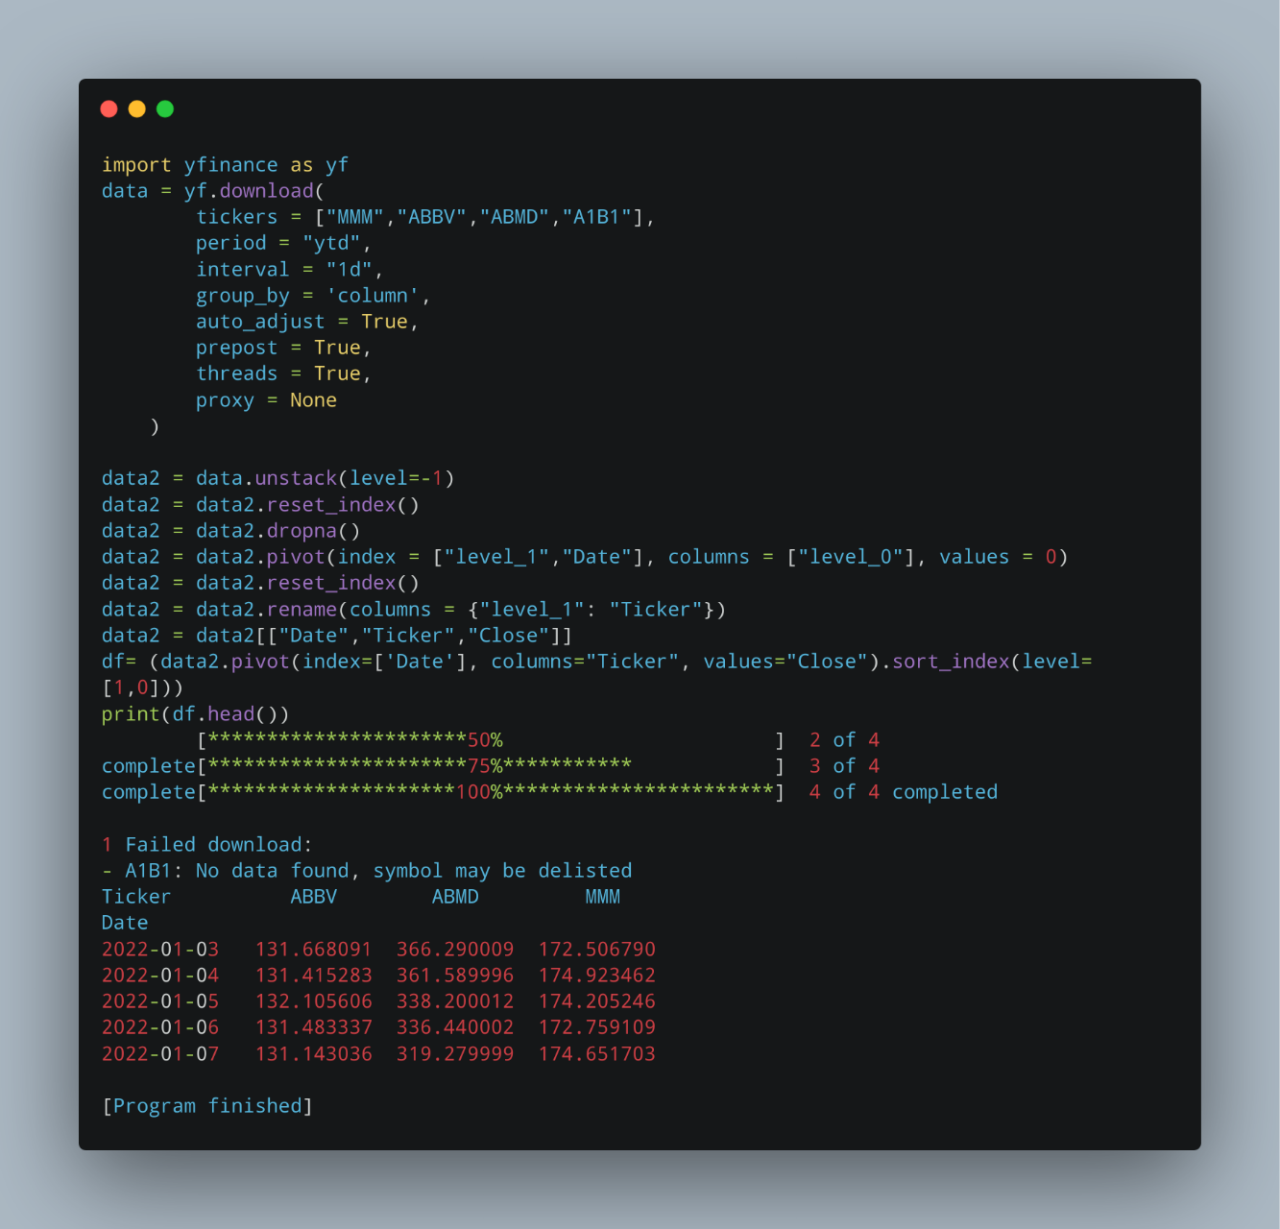 import yfinance as yf
data = yf.download(
        tickers = ["MMM","ABBV","ABMD","A1B1"],
        period = "ytd",
        interval = "1d",
        group_by = 'column',
        auto_adjust = True,
        prepost = True,
        threads = True,
        proxy = None
    )

data2 = data.unstack(level=-1)
data2 = data2.reset_index()
data2 = data2.dropna()
data2 = data2.pivot(index = ["level_1","Date"], columns = ["level_0"], values = 0)
data2 = data2.reset_index()
data2 = data2.rename(columns = {"level_1": "Ticker"})
data2 = data2[["Date","Ticker","Close"]]
df= (data2.pivot(index=['Date'], columns="Ticker", values="Close").sort_index(level=
[1,0]))
print(df.head())
        [**********************50%                       ]  2 of 4
complete[**********************75%***********            ]  3 of 4
complete[*********************100%***********************]  4 of 4 completed

1 Failed download:
- A1B1: No data found, symbol may be delisted
Ticker          ABBV        ABMD         MMM
Date
2022-01-03   131.668091  366.290009  172.506790
2022-01-04   131.415283  361.589996  174.923462
2022-01-05   132.105606  338.200012  174.205246
2022-01-06   131.483337  336.440002  172.759109
2022-01-07   131.143036  319.279999  174.651703

[Program finished]